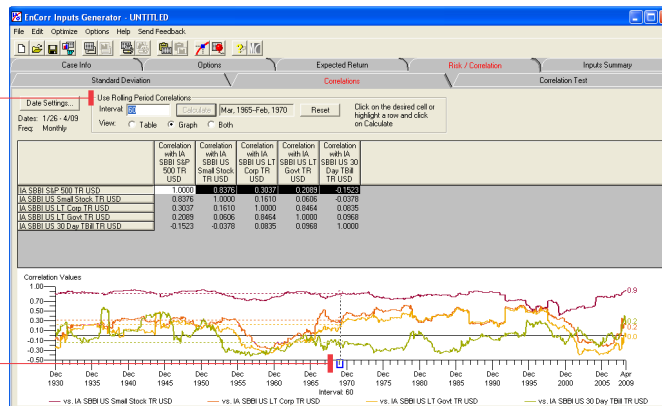 EnCorr Inputs Generator - UNTITLED
File Edit Optimize Options Help Send Feedback
Case Info Options Expected Return Risk / Correlation Inputs Summary
Standard Deviation Correlations Correlation Test
Date Settings...
Dates: 1/26 - 4/09
Freq: Monthly
Use Rolling Period Correlations
Interval: 60 Calculate Mar, 1965-Feb, 1970 Reset
View: Table Graph Both
Click on the desired cell or
highlight a row and click
on Calculate
Correlation with IA SBBI S&P 500 TR USD
Correlation with IA SBBI US Small Stock TR USD
Correlation with IA SBBI US LT Corp TR USD
Correlation with IA SBBI US LT Govt TR USD
Correlation with IA SBBI US 30 Day TBill TR USD
IA SBBI S&P 500 TR USD 1.0000 0.8376 0.3037 0.2089 -0.1523
IA SBBI US Small Stock TR USD 0.8376 1.0000 0.1610 0.0606 -0.0378
IA SBBI US LT Corp TR USD 0.3037 0.1610 1.0000 0.8464 0.0835
IA SBBI US LT Govt TR USD 0.2089 0.0606 0.8464 1.0000 0.0968
IA SBBI US 30 Day TBill TR USD -0.1523 -0.0378 0.0835 0.0968 1.0000
Correlation Values
1.00
0.70
0.50
0.30
0.10
-0.10
-0.30
-0.50
0.9
0.2
0.2
0.0
Dec 1930 Dec 1935 Dec 1940 Dec 1945 Dec 1950 Dec 1955 Dec 1960 Dec 1965 Dec 1970 Dec 1975 Dec 1980 Dec 1985 Dec 1990 Dec 1995 Dec 2000 Dec 2005 Apr 2009
Interval: 60
vs. IA SBBI US Small Stock TR USD vs. IA SBBI US LT Corp TR USD vs. IA SBBI US LT Govt TR USD vs. IA SBBI US 30 Day TBill TR USD